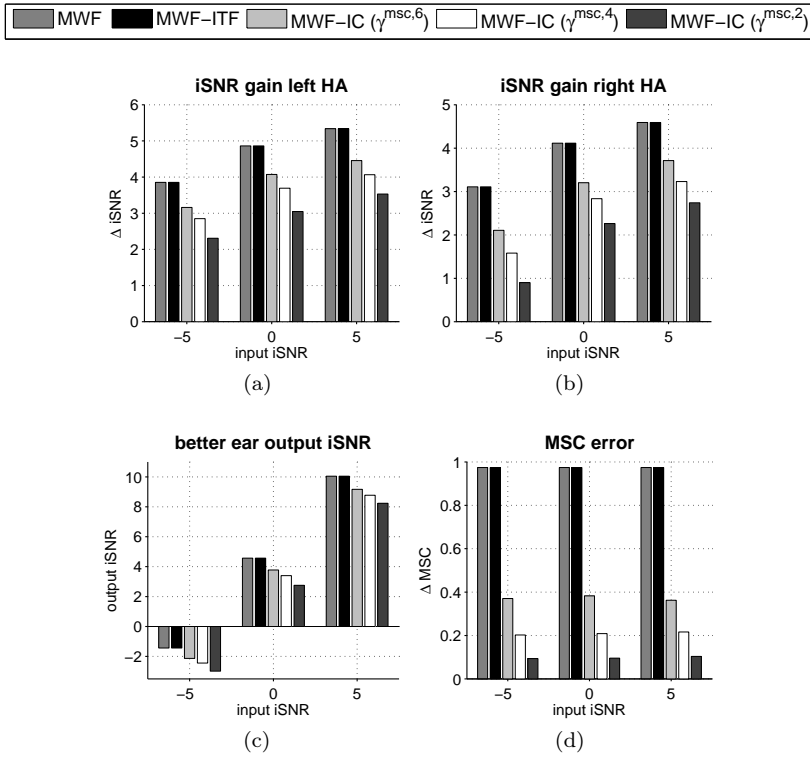 MWF MWF−ITF MWF−IC (γ^msc,6) MWF−IC (γ^msc,4) MWF−IC (γ^msc,2)
iSNR gain left HA
Δ iSNR
6
5
4
3
2
1
0
−5 0 5
input iSNR
(a)
iSNR gain right HA
Δ iSNR
5
4
3
2
1
0
−5 0 5
input iSNR
(b)
better ear output iSNR
output iSNR
10
8
6
4
2
0
−2
−5 0 5
input iSNR
(c)
MSC error
Δ MSC
1
0.8
0.6
0.4
0.2
0
−5 0 5
input iSNR
(d)